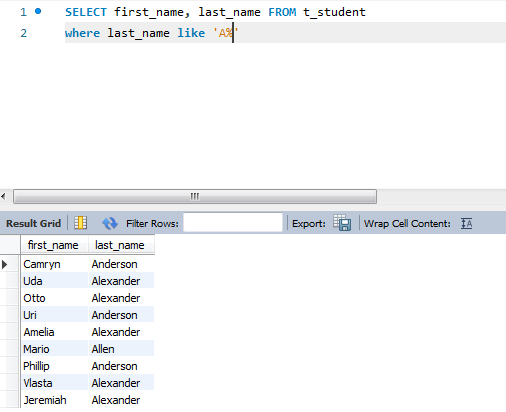 1 SELECT first_name, last_name FROM t_student
2 where last_name like 'A%'
Result Grid Filter Rows: Export: Wrap Cell Content: A
first_name last_name
Camryn Anderson
Uda Alexander
Otto Alexander
Uri Anderson
Amelia Alexander
Mario Allen
Phillip Anderson
Vlasta Alexander
Jeremiah Alexander